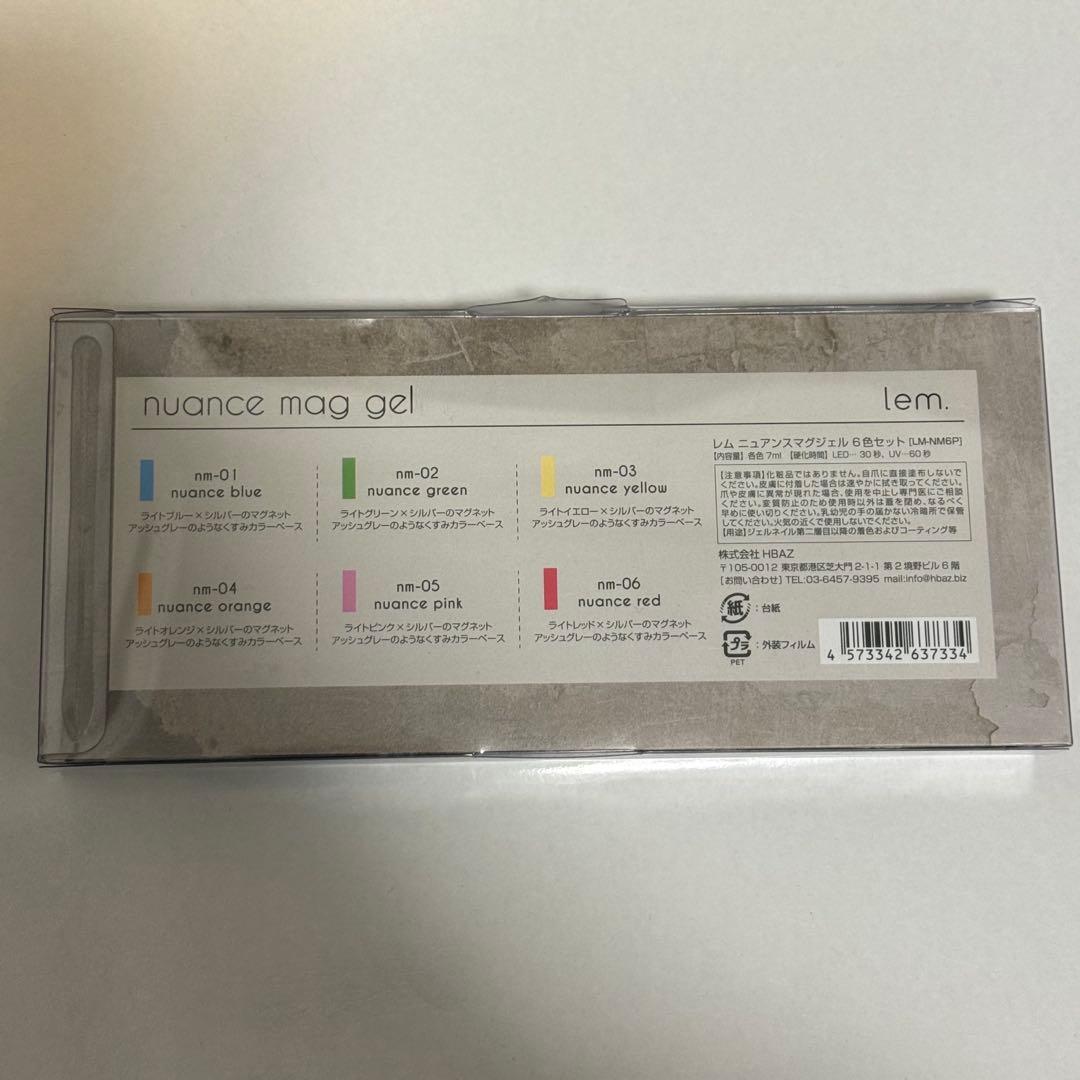 nuance mag gel
lem.
nm-01
nuance blue
ライトブルー×シルバーのマグネット
アッシュグレーのようなくすみカラーベース
nm-02
nuance green
ライトグリーン×シルバーのマグネット
アッシュグレーのようなくすみカラーベース
nm-03
nuance yellow
ライトイエロー×シルバーのマグネット
アッシュグレーのようなくすみカラーベース
nm-04
nuance orange
ライトオレンジ×シルバーのマグネット
アッシュグレーのようなくすみカラーベース
nm-05
nuance pink
ライトピンク×シルバーのマグネット
アッシュグレーのようなくすみカラーベース
nm-06
nuance red
ライトレッド×シルバーのマグネット
アッシュグレーのようなくすみカラーベース
レム ニュアンスマグジェル 6色セット [LM-NM6P]
【内容量】各色 7ml 【硬化時間】LED… 30秒、UV…60秒
【注意事項】化粧品ではありません。自爪に直接塗布しないで
ください。皮膚に付着した場合は速やかに拭き取ってください。
爪や皮膚に異常が現れた場合、使用を中止し専門医にご相談
ください。変質防止のため使用時以外は蓋を閉め、なるべく
早めに使い切りください。乳幼児の手の届かない冷暗所で保管
してください。火気の近くで使用しないでください。
【用途】ジェルネイル第二層目以降の着色およびコーティング等
株式会社 HBAZ
〒105-0012 東京都港区芝大門 2-1-1 第2境野ビル 6階
【お問い合わせ】TEL:03-6457-9395 mail:info@hbaz.biz
紙 : 台紙
プラ : 外装フィルム
PET
4 573342 637334